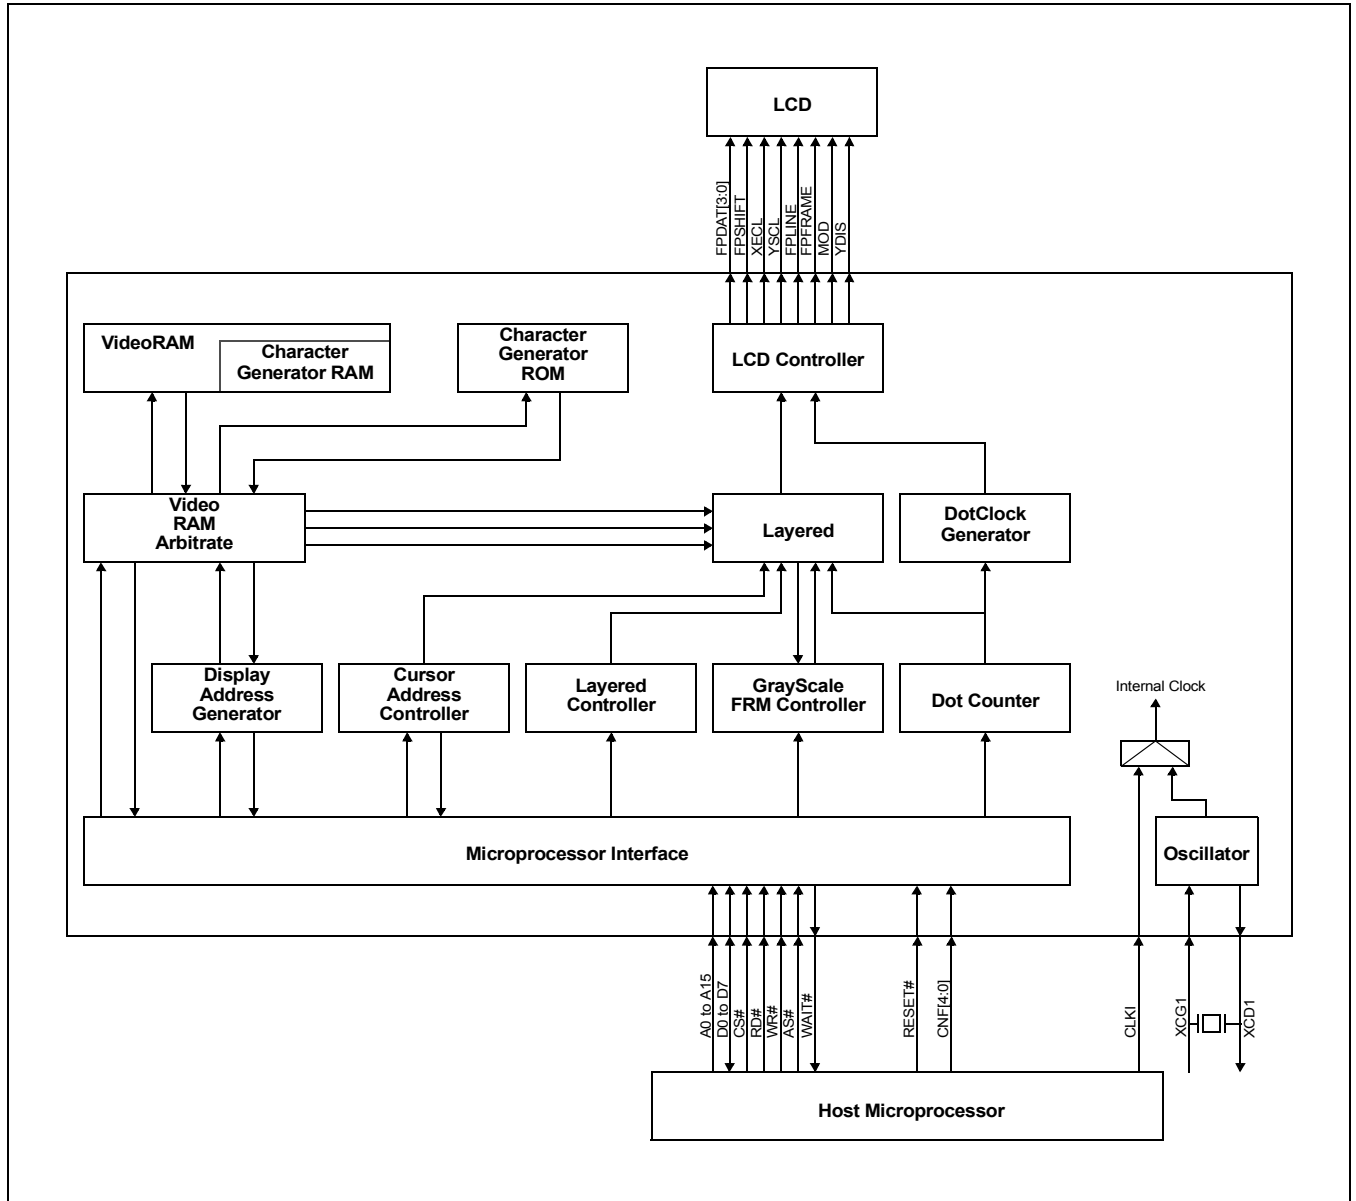 LCD
FPDAT[3:0]
FPSHIFT
XECL
YSCL
FPLINE
FPFRAME
MOD
YDIS
VideoRAM
Character
Generator RAM
Character
Generator
ROM
LCD Controller
Video
RAM
Arbitrate
Layered
DotClock
Generator
Display
Address
Generator
Cursor
Address
Controller
Layered
Controller
GrayScale
FRM Controller
Dot Counter
Internal Clock
Microprocessor Interface
Oscillator
A0 to A15
D0 to D7
CS#
RD#
WR#
AS#
WAIT#
RESET#
CNF[4:0]
CLKI
XCG1
XCD1
Host Microprocessor